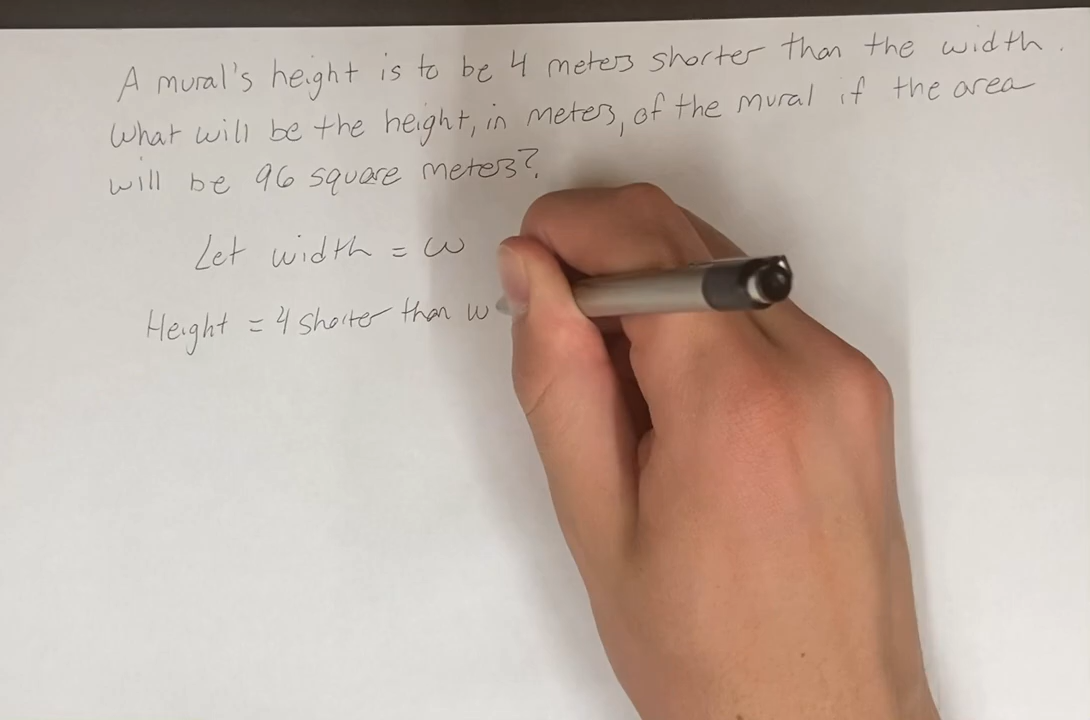 A mural's height is to be 4 meters shorter than the width.
What will be the height, in meters, of the mural if the area
will be 96 square meters?
Let width = w
Height = 4 shorter than w